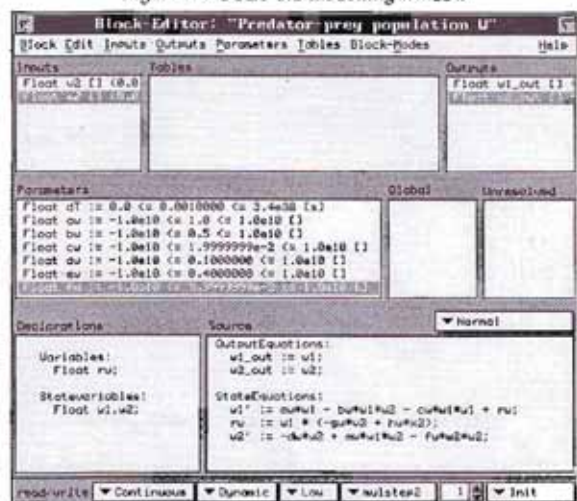 Block-Editor: "Predator-prey population W"
Block Edit Inputs Outputs Parameters Tables Block-Modes Help
Inputs Tables Outputs
Float w2 [] (0.0 Float w1_out []
Parameters Global Unresolved
Float dT := 0.0 <= 0.0010000 <= 3.4e38 [s]
Float aw := -1.0e10 <= 1.0 <= 1.0e10 []
Float bw := -1.0e10 <= 0.5 <= 1.0e10 []
Float cw := -1.0e10 <= 1.9999999e-2 <= 1.0e10 []
Float dw := -1.0e10 <= 0.1000000 <= 1.0e10 []
Float ew := -1.0e10 <= 0.4000000 <= 1.0e10 []
Declarations Source Normal
Variables:
Float rw;
Statevariables:
Float w1,w2;
OutputEquations:
w1_out := w1;
w2_out := w2;
StateEquations:
w1' := aw*w1 - bw*w1*w2 - cw*w1*w1 + rw;
rw := w1 * (-gw*v2 + hw*x2);
w2' := -dw*w2 + ew*w1*w2 - fw*w2*w2;
read/write Continuous Dynamic Low mulstep2 1 Init